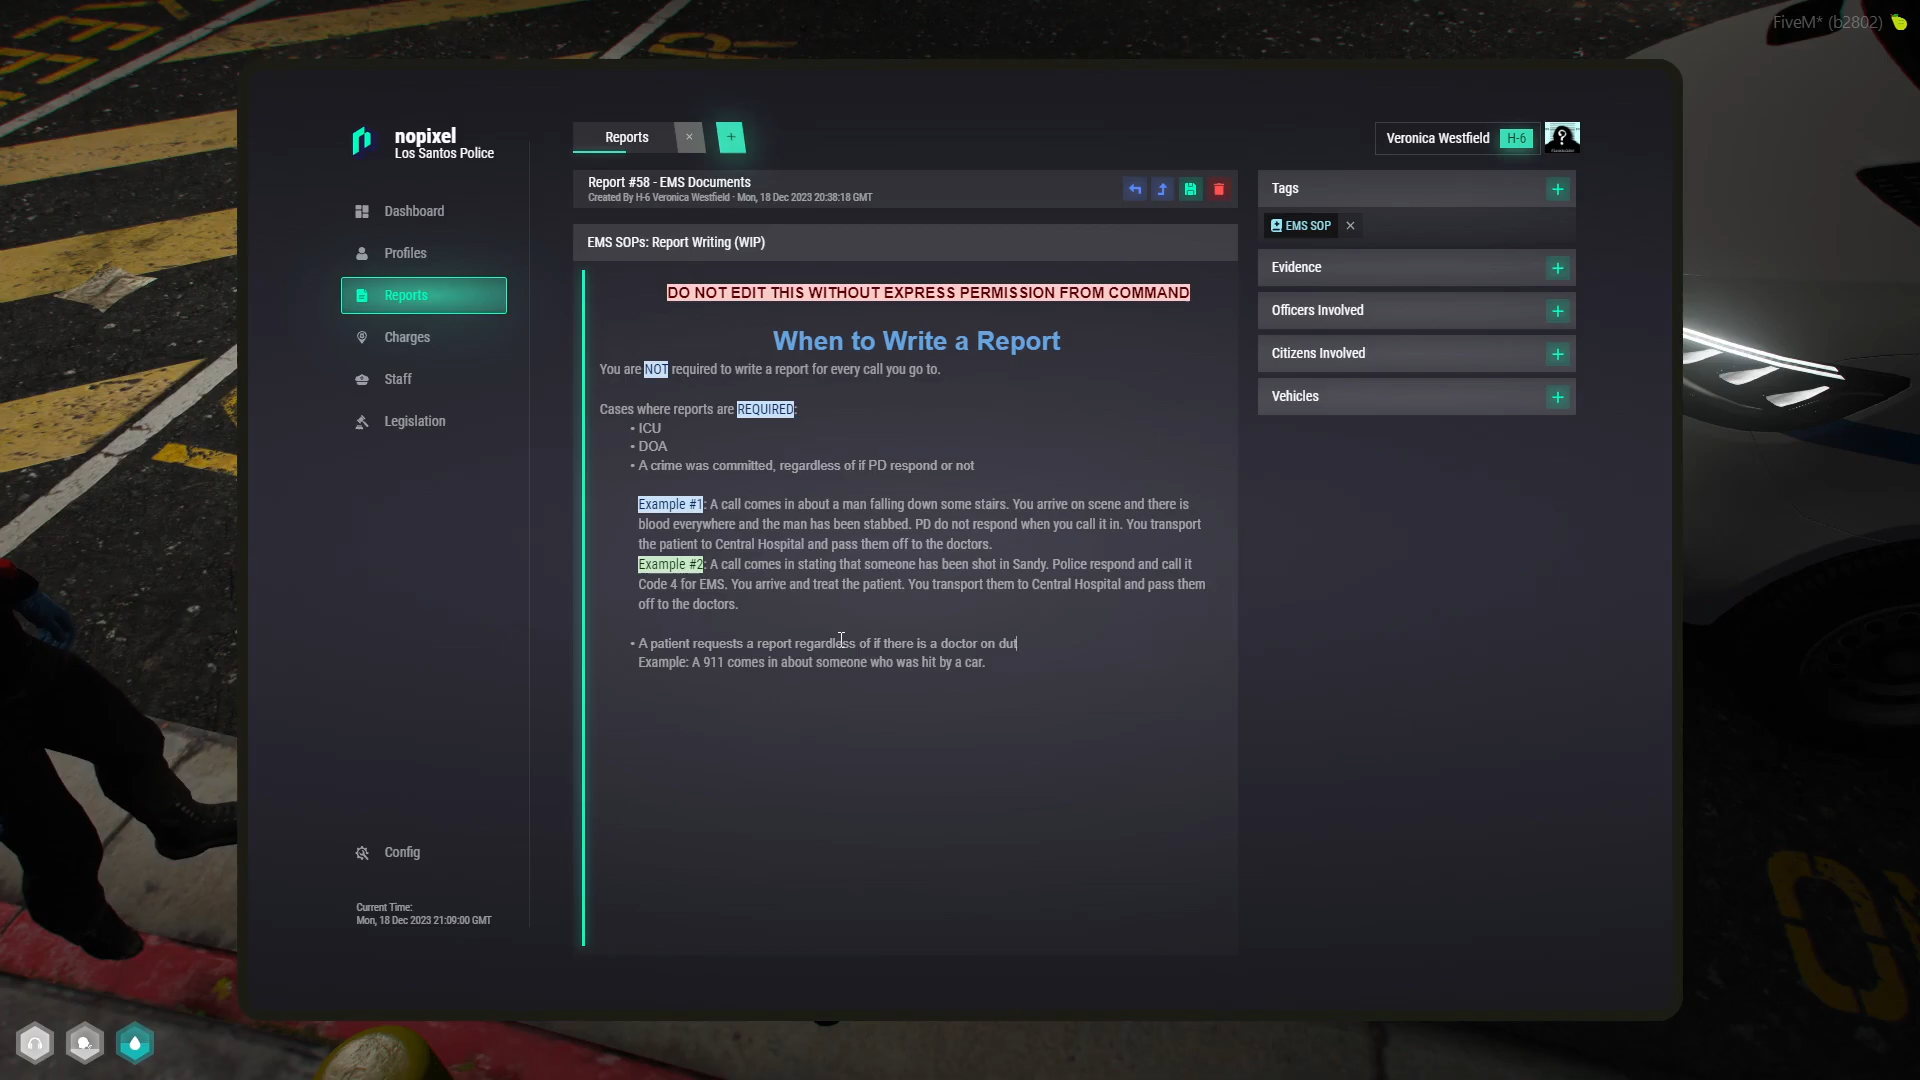 FiveM* (b2802)
nopixel
Los Santos Police
Reports
×
+
Veronica Westfield H-6
Dashboard
Profiles
Reports
Charges
Staff
Legislation
Config
Current Time:
Mon, 18 Dec 2023 21:09:00 GMT
Report #58 - EMS Documents
Created By H-6 Veronica Westfield - Mon, 18 Dec 2023 20:38:18 GMT
EMS SOPs: Report Writing (WIP)
DO NOT EDIT THIS WITHOUT EXPRESS PERMISSION FROM COMMAND
When to Write a Report
You are NOT required to write a report for every call you go to.
Cases where reports are REQUIRED:
• ICU
• DOA
• A crime was committed, regardless of if PD respond or not
Example #1: A call comes in about a man falling down some stairs. You arrive on scene and there is
blood everywhere and the man has been stabbed. PD do not respond when you call it in. You transport
the patient to Central Hospital and pass them off to the doctors.
Example #2: A call comes in stating that someone has been shot in Sandy. Police respond and call it
Code 4 for EMS. You arrive and treat the patient. You transport them to Central Hospital and pass them
off to the doctors.
• A patient requests a report regardless of if there is a doctor on dut
Example: A 911 comes in about someone who was hit by a car.
Tags
EMS SOP ×
Evidence
Officers Involved
Citizens Involved
Vehicles